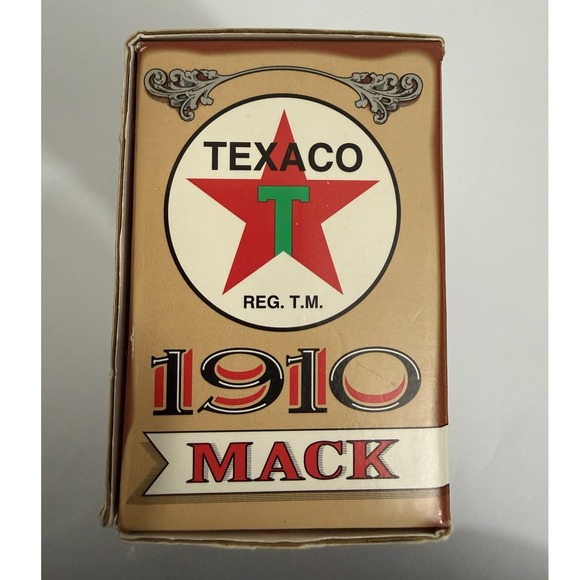 TEXACO
T
REG. T.M.
1910
MACK